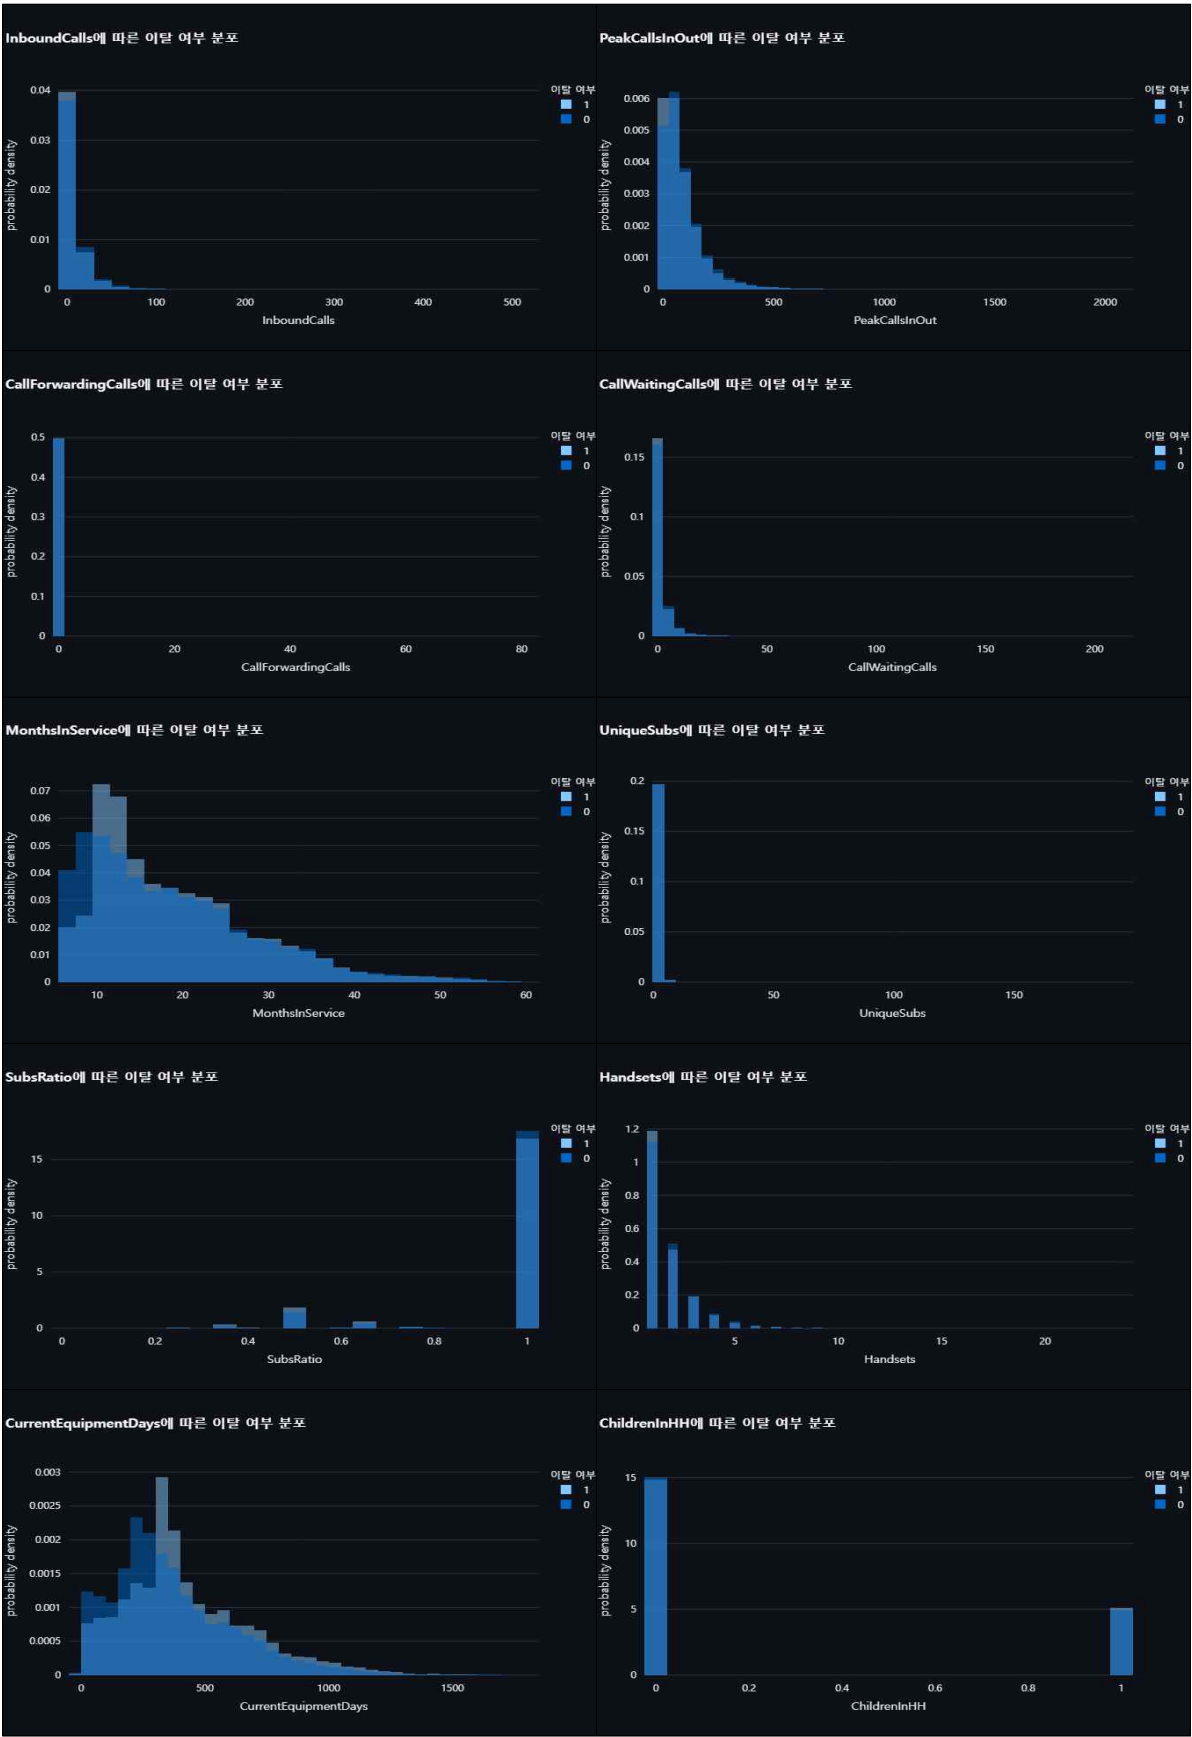 InboundCalls에 따른 이탈 여부 분포
이탈 여부
1
0
probability density
0.04
0.03
0.02
0.01
0
0 100 200 300 400 500
InboundCalls
PeakCallsInOut에 따른 이탈 여부 분포
이탈 여부
1
0
probability density
0.006
0.005
0.004
0.003
0.002
0.001
0
0 500 1000 1500 2000
PeakCallsInOut
CallForwardingCalls에 따른 이탈 여부 분포
이탈 여부
1
0
probability density
0.5
0.4
0.3
0.2
0.1
0
0 20 40 60 80
CallForwardingCalls
CallWaitingCalls에 따른 이탈 여부 분포
이탈 여부
1
0
probability density
0.15
0.1
0.05
0
0 50 100 150 200
CallWaitingCalls
MonthsInService에 따른 이탈 여부 분포
이탈 여부
1
0
probability density
0.07
0.06
0.05
0.04
0.03
0.02
0.01
0
10 20 30 40 50 60
MonthsInService
UniqueSubs에 따른 이탈 여부 분포
이탈 여부
1
0
probability density
0.2
0.15
0.1
0.05
0
0 50 100 150
UniqueSubs
SubsRatio에 따른 이탈 여부 분포
이탈 여부
1
0
probability density
15
10
5
0
0 0.2 0.4 0.6 0.8 1
SubsRatio
Handsets에 따른 이탈 여부 분포
이탈 여부
1
0
probability density
1.2
1
0.8
0.6
0.4
0.2
0
5 10 15 20
Handsets
CurrentEquipmentDays에 따른 이탈 여부 분포
이탈 여부
1
0
probability density
0.003
0.0025
0.002
0.0015
0.001
0.0005
0
0 500 1000 1500
CurrentEquipmentDays
ChildrenInHH에 따른 이탈 여부 분포
이탈 여부
1
0
probability density
15
10
5
0
0 0.2 0.4 0.6 0.8 1
ChildrenInHH